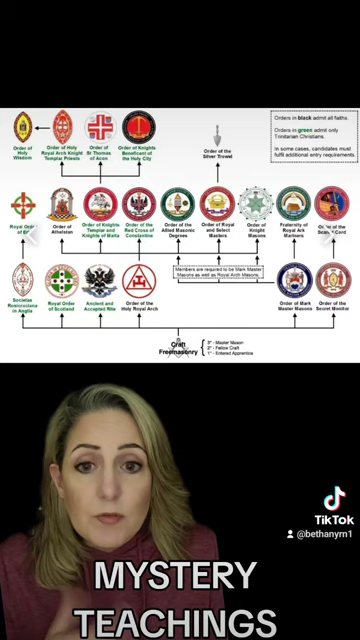 Orders in black admit all faiths.
Orders in green admit only
Trinitarian Christians.
In some cases, candidates must
fulfil additional entry requirements.
Order of
Holy
Wisdom
Order of Holy
Royal Arch Knight
Templar Priests
Order of
St Thomas
of Acon
Order of Knights
Beneficent of
the Holy City
Order of the
Silver Trowel
Royal Order
of
Order of
Athelstan
Order of Knights
Templar and
Knights of Malta
Order of the
Red Cross of
Constantine
Order of the
Allied Masonic
Degrees
Order of Royal
and Select
Masters
Order of
Knight
Masons
Fraternity of
Royal Ark
Mariners
Order of the
Cord
Members are required to be Mark Master
Masons as well as Royal Arch Masons.
Societas
Rosicruciana
in Anglia
Royal Order
of Scotland
Ancient and
Accepted Rite
Order of the
Holy Royal Arch
Order of Mark
Master Masons
Order of the
Secret Monitor
Craft
Freemasonry
3° - Master Mason
2° - Fellow Craft
1° - Entered Apprentice
TikTok
@bethanym1
MYSTERY
TEACHINGS